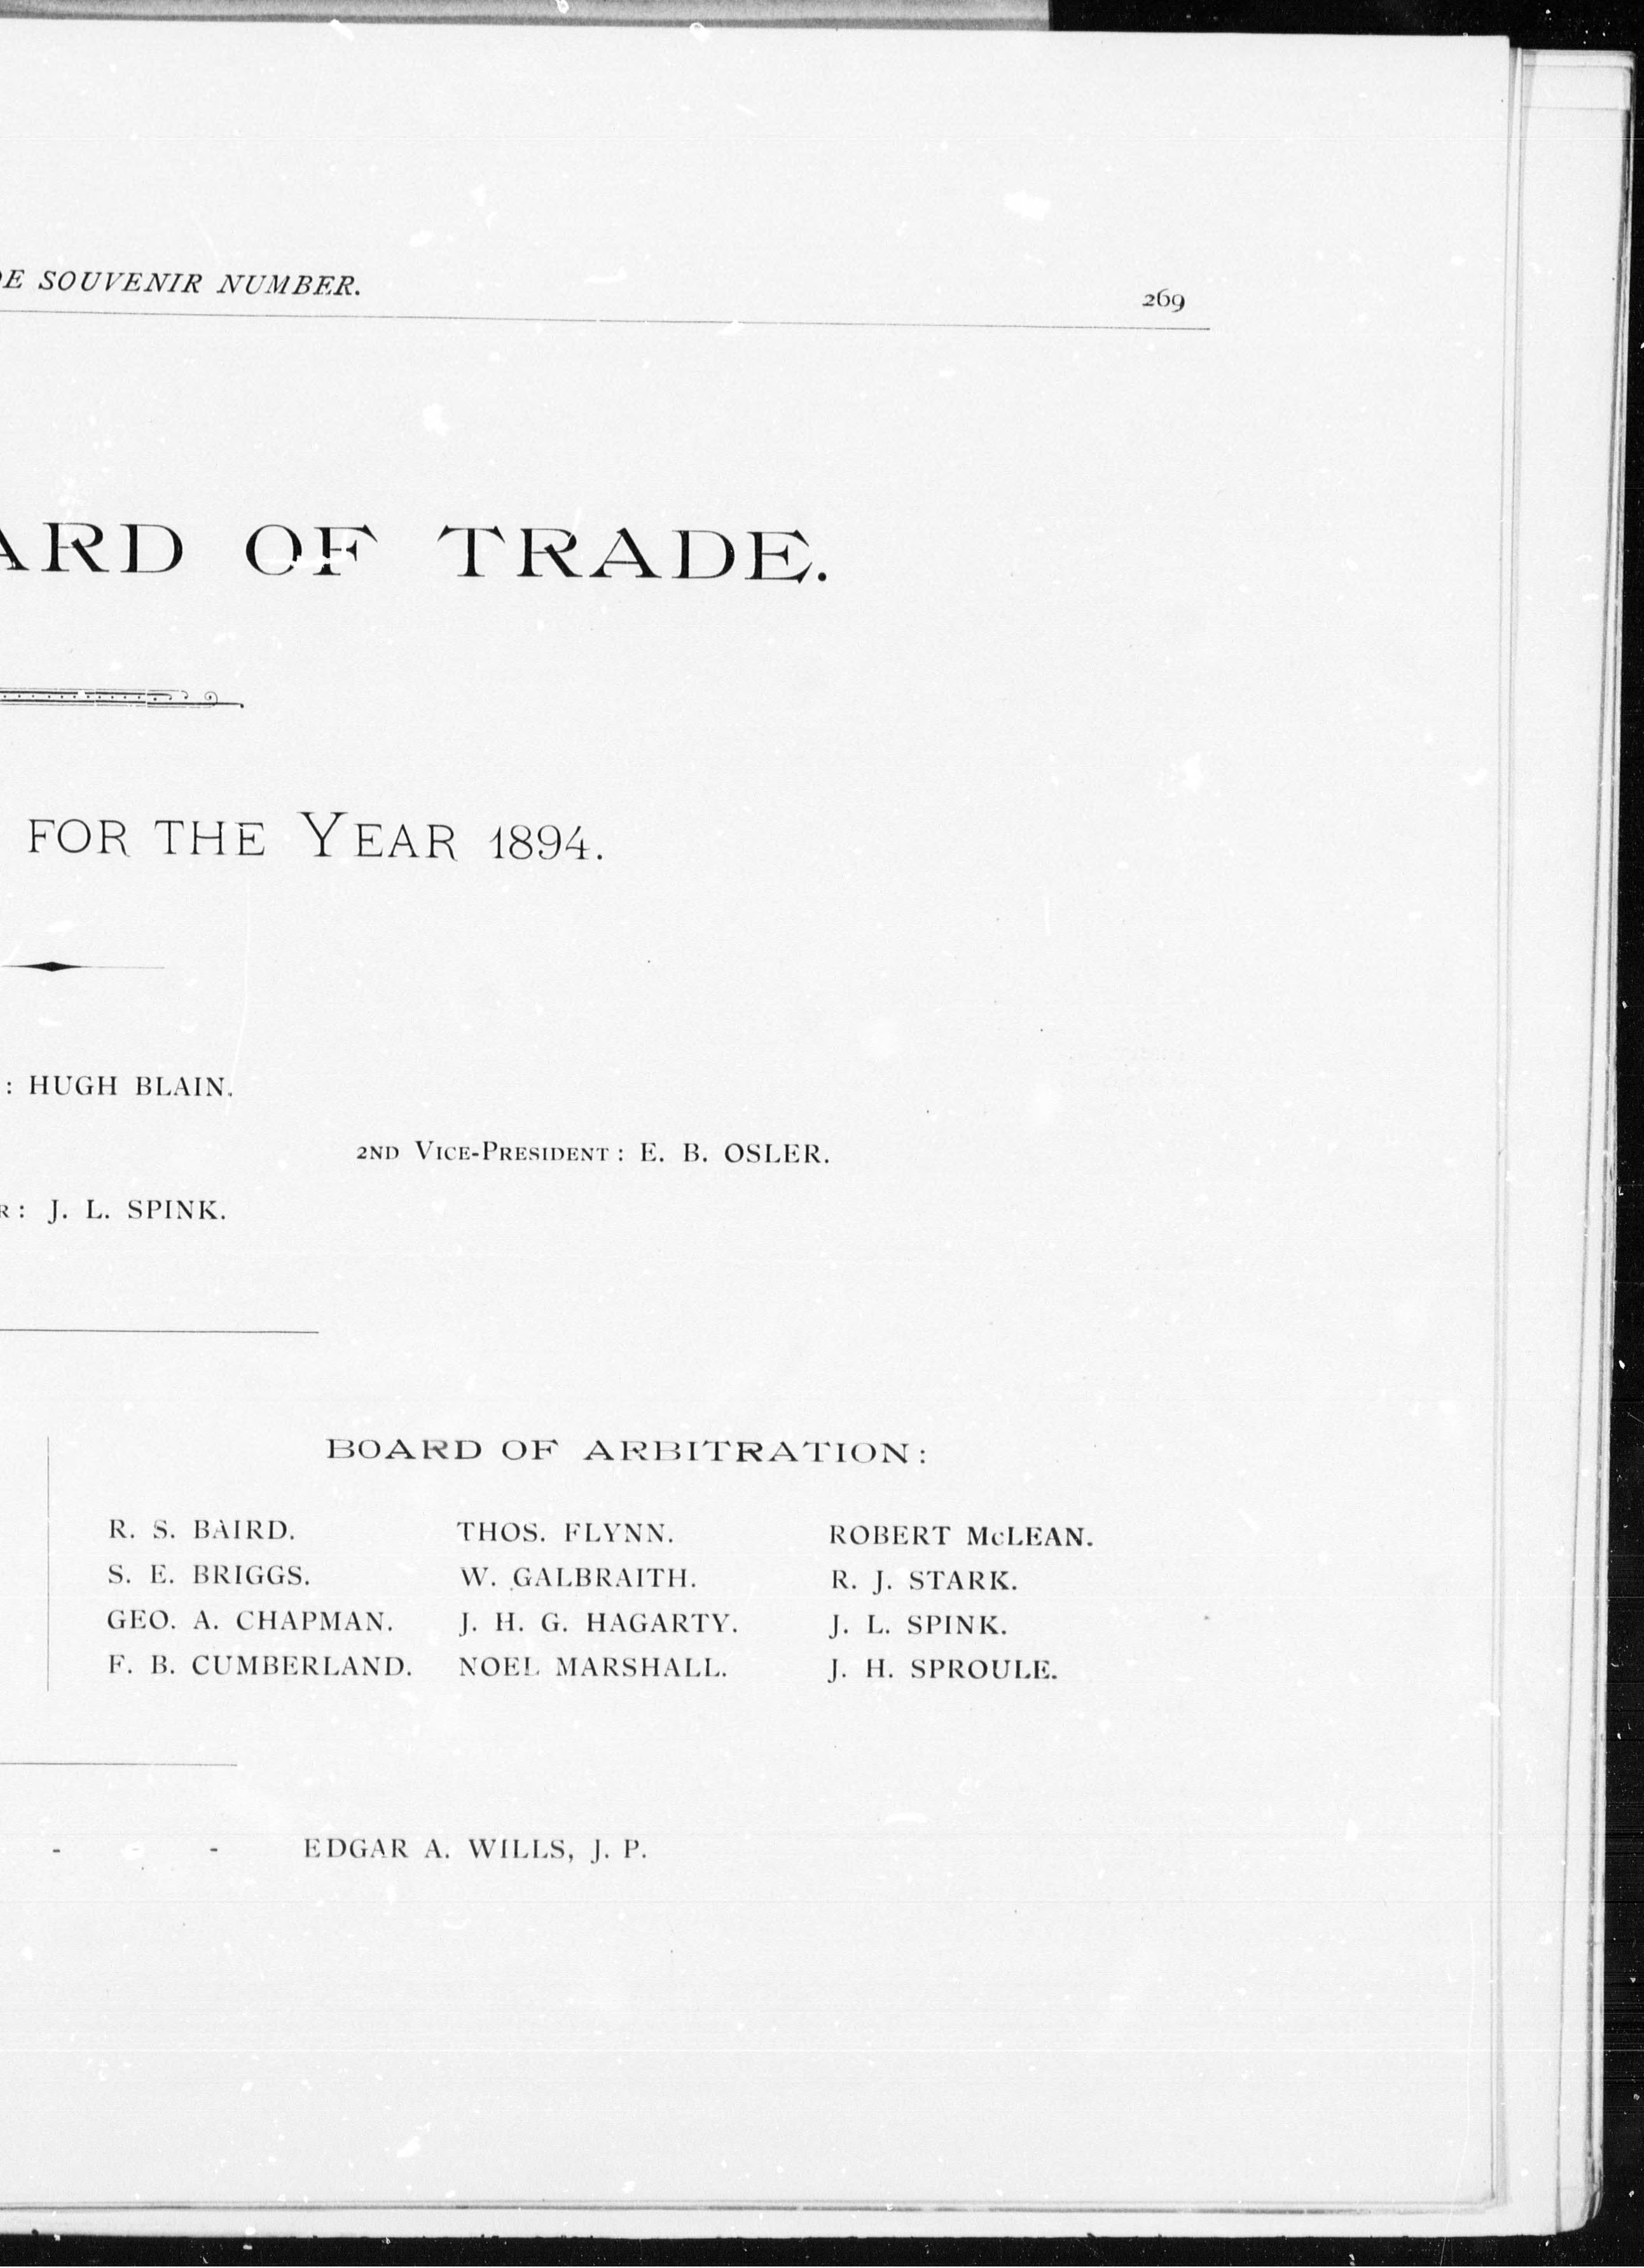 DE SOUVENIR NUMBER. 269
ARD OF TRADE.
FOR THE YEAR 1894.
: HUGH BLAIN.
2ND VICE-PRESIDENT : E. B. OSLER.
R : J. L. SPINK.
BOARD OF ARBITRATION :
R. S. BAIRD. THOS. FLYNN. ROBERT McLEAN.
S. E. BRIGGS. W. GALBRAITH. R. J. STARK.
GEO. A. CHAPMAN. J. H. G. HAGARTY. J. L. SPINK.
F. B. CUMBERLAND. NOEL MARSHALL. J. H. SPROULE.
- - EDGAR A. WILLS, J. P.